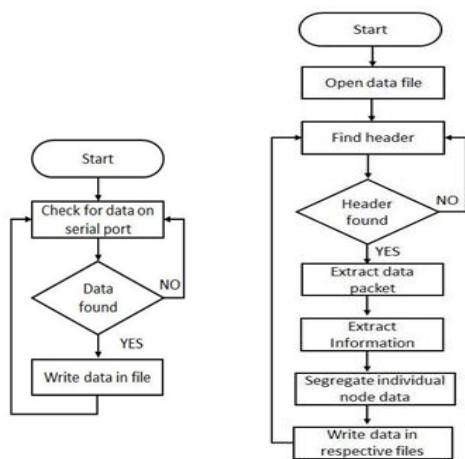 Start
Check for data on
serial port
Data
found
NO
YES
Write data in file
Start
Open data file
Find header
Header
found
NO
YES
Extract data
packet
Extract
Information
Segregate individual
node data
Write data in
respective files